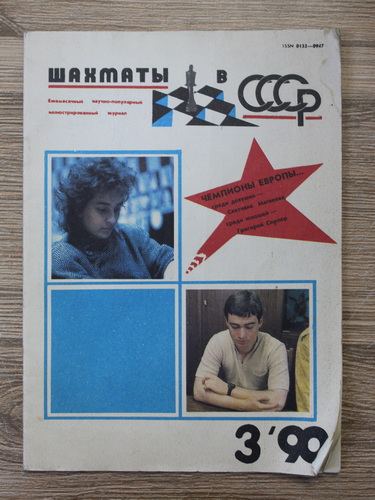 ISSN 0132—0947
ШАХМАТЫ В СССР
Ежемесячный научно-популярный
иллюстрированный журнал
ЧЕМПИОНЫ ЕВРОПЫ...
среди девушек —
Светлана Матвеева
среди юношей —
Григорий Серпер
3'90